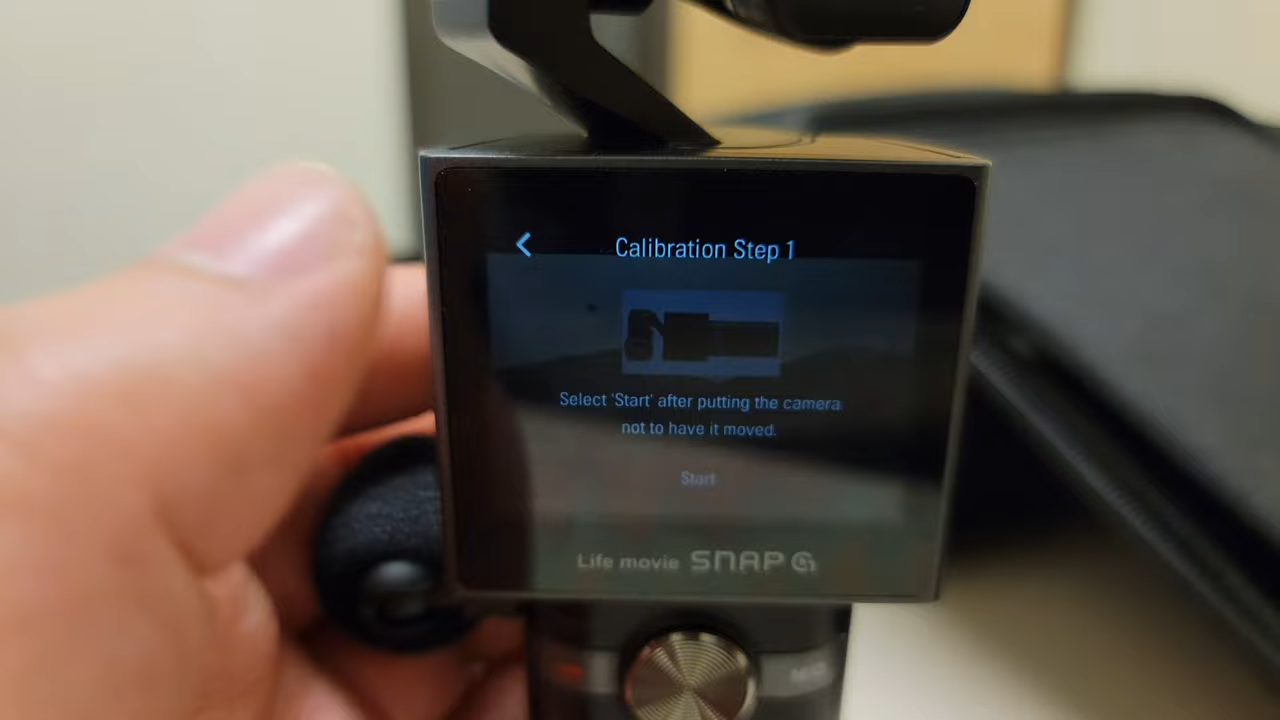 Calibration Step 1
Select 'Start' after putting the camera
not to have it moved.
Start
Life movie SNAP G